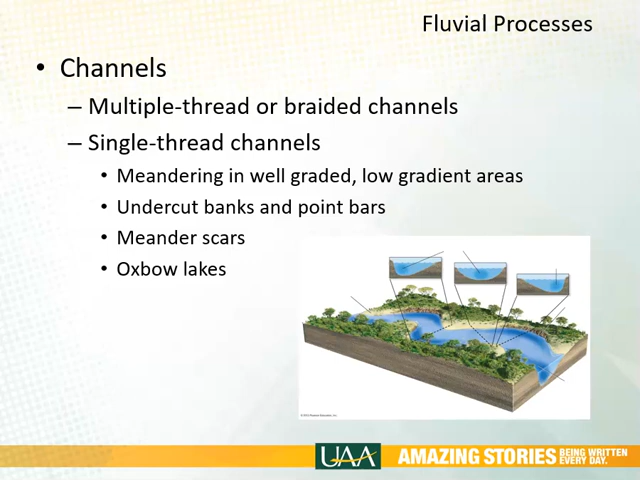 Fluvial Processes
• Channels
– Multiple-thread or braided channels
– Single-thread channels
• Meandering in well graded, low gradient areas
• Undercut banks and point bars
• Meander scars
• Oxbow lakes
UAA AMAZING STORIES BEING WRITTEN EVERY DAY.